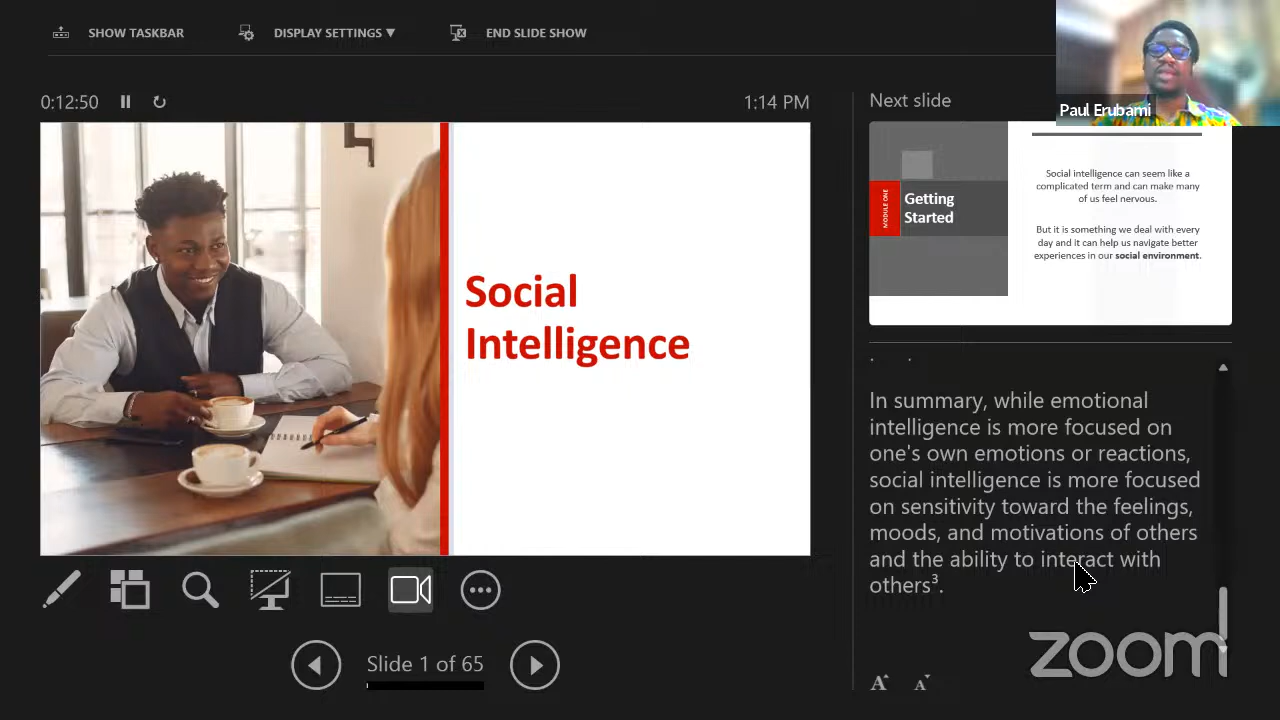 SHOW TASKBAR
DISPLAY SETTINGS ▼
END SLIDE SHOW
Paul Erubami
0:12:50
1:14 PM
Next slide
Social
Intelligence
MODULE ONE
Getting
Started
Social intelligence can seem like a
complicated term and can make many
of us feel nervous.
But it is something we deal with every
day and it can help us navigate better
experiences in our social environment.
In summary, while emotional
intelligence is more focused on
one's own emotions or reactions,
social intelligence is more focused
on sensitivity toward the feelings,
moods, and motivations of others
and the ability to interact with
others³.
Slide 1 of 65
A A
zoom